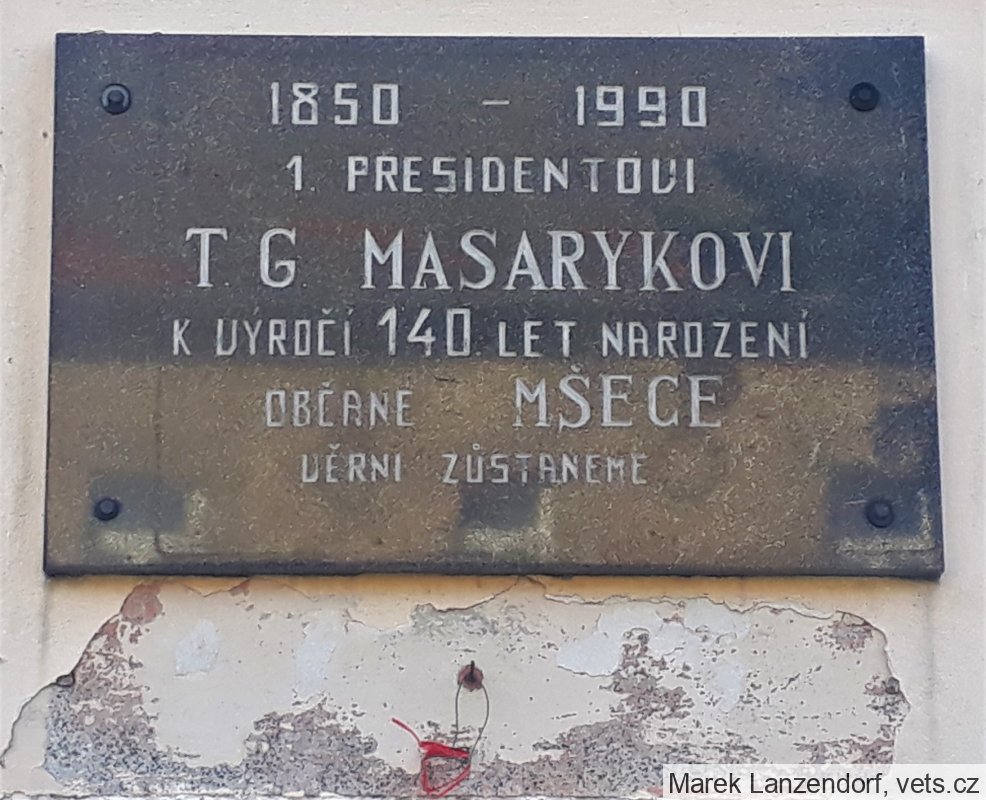 1850 - 1990
1. PRESIDENTOVI
T. G. MASARYKOVI
K VÝROČÍ 140 LET NAROZENÍ
OBČANÉ MŠECE
VĚRNI ZŮSTANEME
Marek Lanzendorf, vets.cz